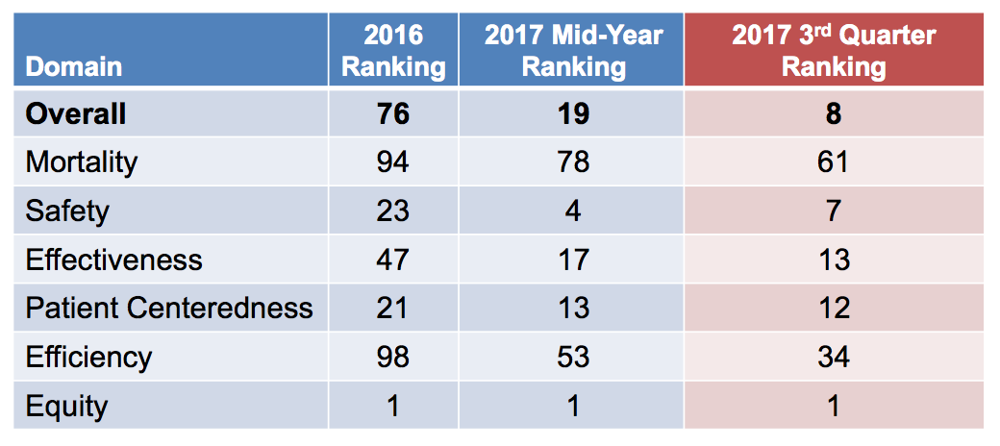 Domain 2016 Ranking 2017 Mid-Year Ranking 2017 3rd Quarter Ranking
Overall 76 19 8
Mortality 94 78 61
Safety 23 4 7
Effectiveness 47 17 13
Patient Centeredness 21 13 12
Efficiency 98 53 34
Equity 1 1 1